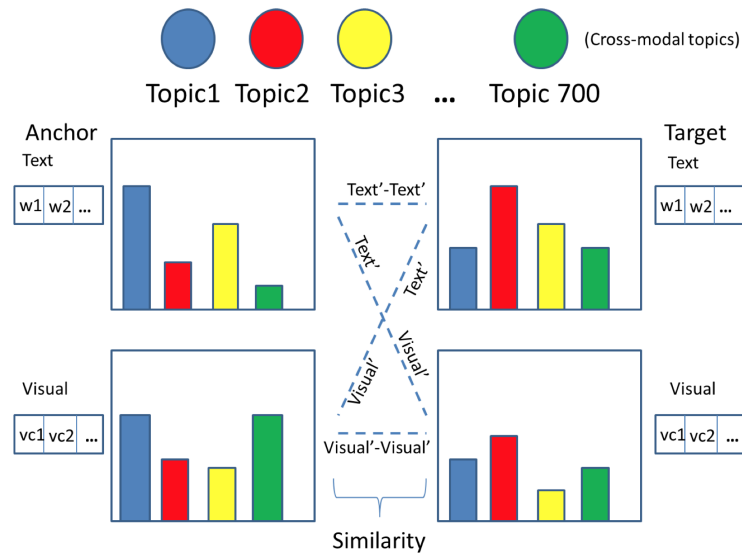 (Cross-modal topics)
Topic1 Topic2 Topic3 ... Topic 700
Anchor
Text
w1 w2 ...
Text'-Text'
Text'
Text'
Visual'
Visual'
Visual'-Visual'
Similarity
Visual
vc1 vc2 ...
Target
Text
w1 w2 ...
Visual
vc1 vc2 ...